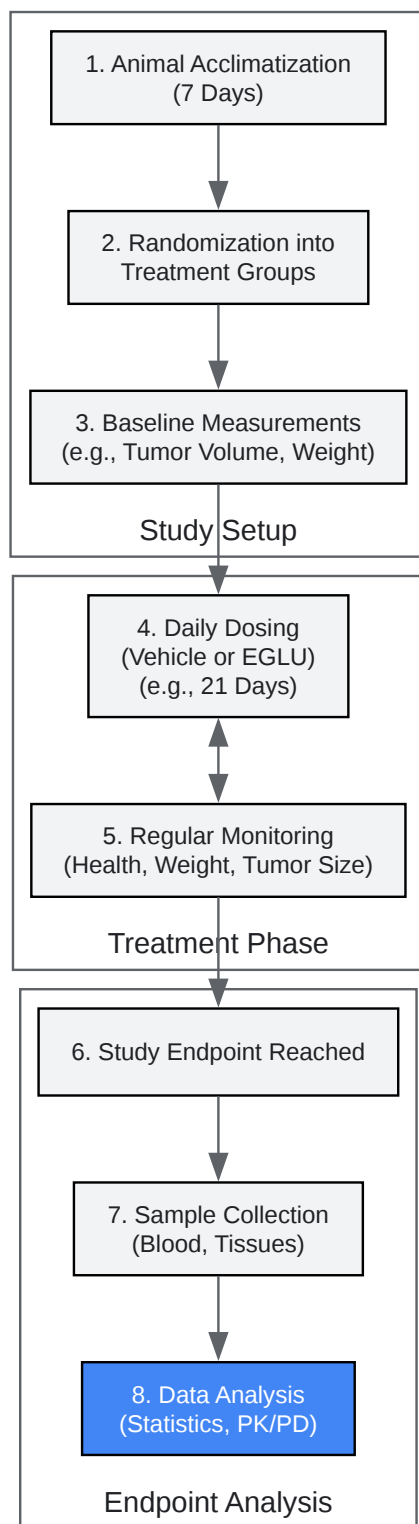 1. Animal Acclimatization
(7 Days)
2. Randomization into
Treatment Groups
3. Baseline Measurements
(e.g., Tumor Volume, Weight)
Study Setup
4. Daily Dosing
(Vehicle or EGLU)
(e.g., 21 Days)
5. Regular Monitoring
(Health, Weight, Tumor Size)
Treatment Phase
6. Study Endpoint Reached
7. Sample Collection
(Blood, Tissues)
8. Data Analysis
(Statistics, PK/PD)
Endpoint Analysis